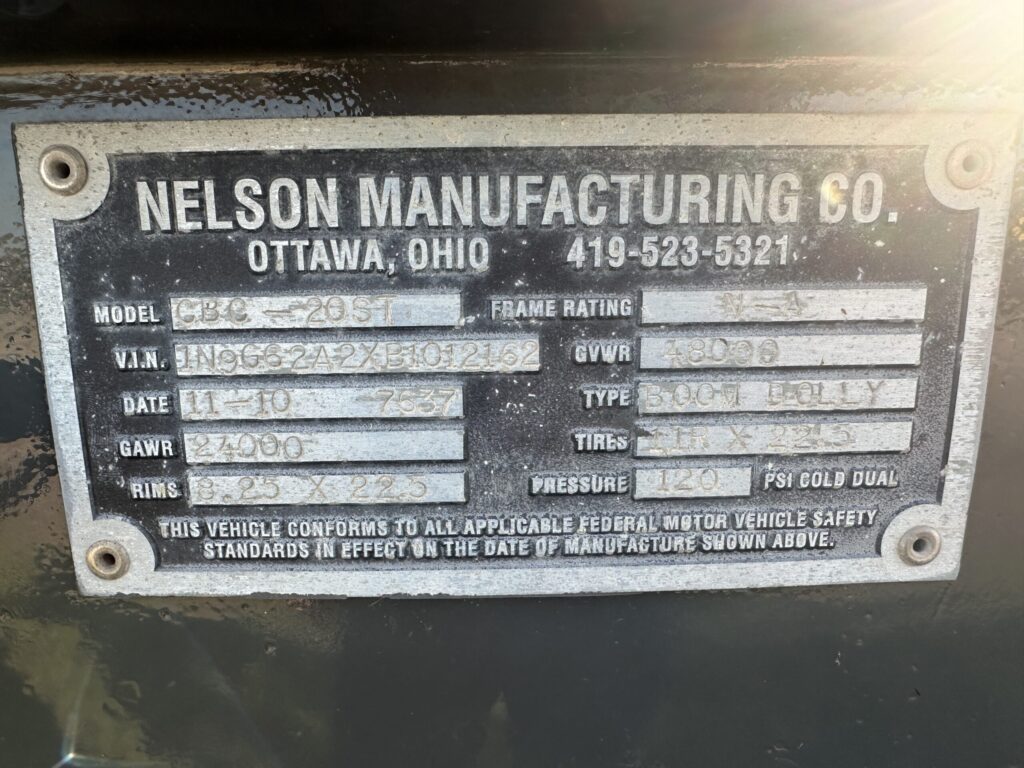 NELSON MANUFACTURING CO.
OTTAWA, OHIO 419-523-5321
MODEL CBC - 20ST FRAME RATING N-4
V.I.N. 1N9G62A2XB1012162 GVWR 48000
DATE 11-10 -7637 TYPE BOOM DOLLY
GAWR 24000 TIRES 11R X 22.5
RIMS 8.25 X 22.5 PRESSURE 120 PSI COLD DUAL
THIS VEHICLE CONFORMS TO ALL APPLICABLE FEDERAL MOTOR VEHICLE SAFETY
STANDARDS IN EFFECT ON THE DATE OF MANUFACTURE SHOWN ABOVE.